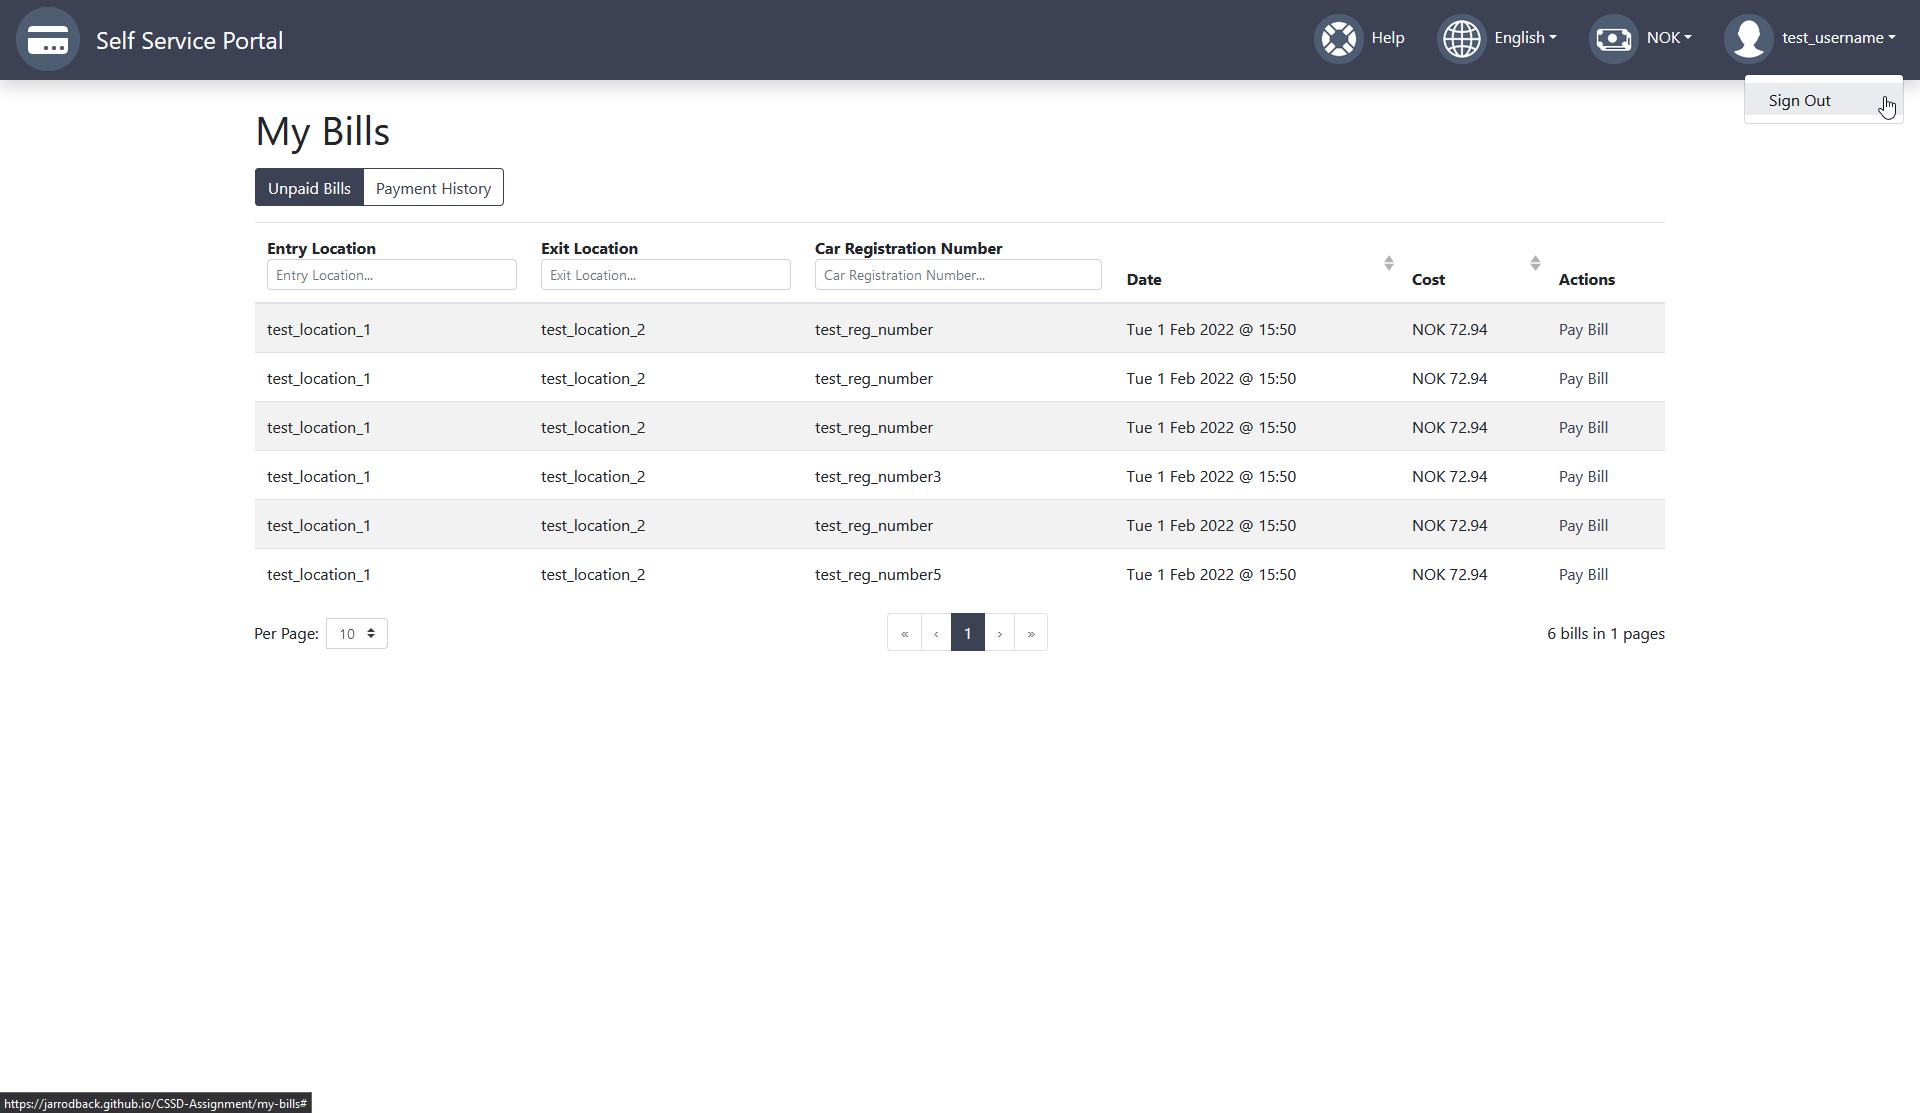 Self Service Portal
Help
English
NOK
test_username
Sign Out
My Bills
Unpaid Bills
Payment History
Entry Location
Exit Location
Car Registration Number
Entry Location...
Exit Location...
Car Registration Number...
Date
Cost
Actions
test_location_1 test_location_2 test_reg_number Tue 1 Feb 2022 @ 15:50 NOK 72.94 Pay Bill
test_location_1 test_location_2 test_reg_number Tue 1 Feb 2022 @ 15:50 NOK 72.94 Pay Bill
test_location_1 test_location_2 test_reg_number Tue 1 Feb 2022 @ 15:50 NOK 72.94 Pay Bill
test_location_1 test_location_2 test_reg_number3 Tue 1 Feb 2022 @ 15:50 NOK 72.94 Pay Bill
test_location_1 test_location_2 test_reg_number Tue 1 Feb 2022 @ 15:50 NOK 72.94 Pay Bill
test_location_1 test_location_2 test_reg_number5 Tue 1 Feb 2022 @ 15:50 NOK 72.94 Pay Bill
Per Page: 10
« ‹ 1 › »
6 bills in 1 pages
https://jarrodback.github.io/CSSD-Assignment/my-bills#